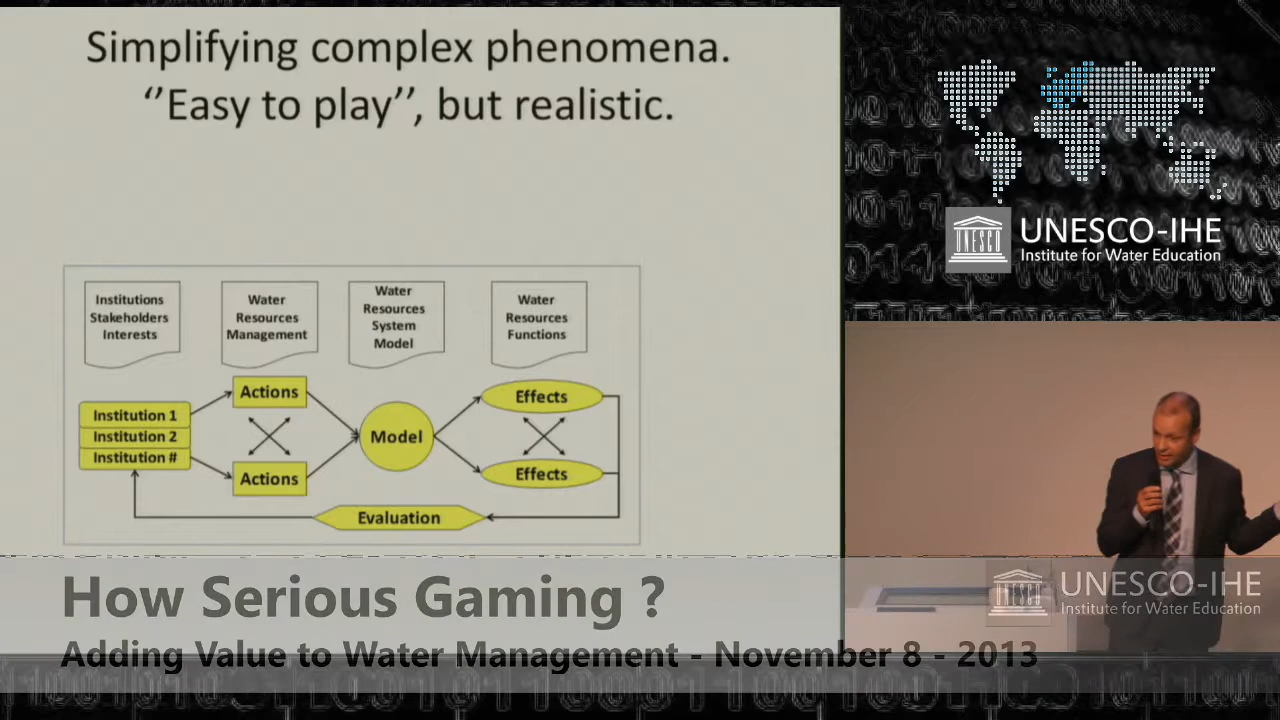 Simplifying complex phenomena.
‘’Easy to play’’, but realistic.
Institutions
Stakeholders
Interests
Water
Resources
Management
Water
Resources
System
Model
Water
Resources
Functions
Institution 1
Institution 2
Institution #
Actions
Actions
Model
Effects
Effects
Evaluation
UNESCO
UNESCO-IHE
Institute for Water Education
How Serious Gaming ?
Adding Value to Water Management - November 8 - 2013
UNESCO
UNESCO-IHE
Institute for Water Education